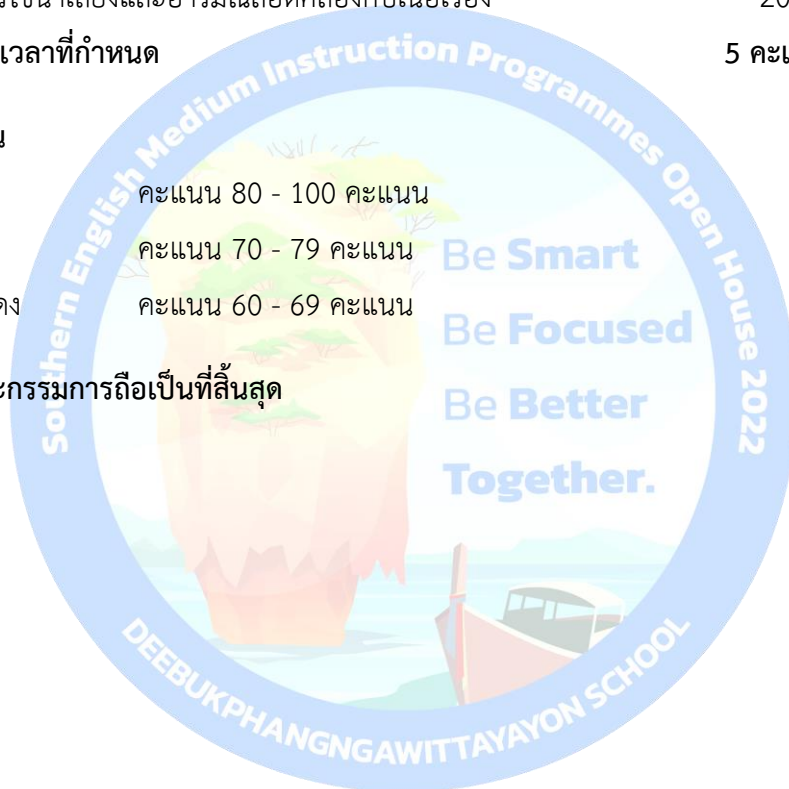 20
เวลาที่กำหนด 5
คะแนน 80 - 100 คะแนน
คะแนน 70 - 79 คะแนน
คะแนน 60 - 69 คะแนน
กรรมการถือเป็นที่สิ้นสุด
Southern English Medium Instruction Programmes Open House 2022
Be Smart
Be Focused
Be Better
Together.
DEEBUKPHANGNGAWITTAYAYON SCHOOL